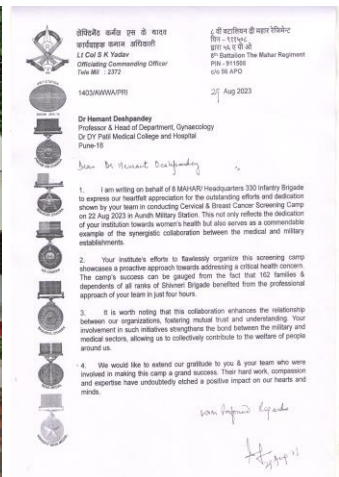 लेफ्टिनेंट कर्नल एस के यादव
कार्यवाहक कमान अधिकारी
Lt Col S K Yadav
Officiating Commanding Officer
Tele Mil : 2372
८ वीं बटालियन दी महार रेजिमेन्ट
पिन - ९११५०८
द्वारा ५६ ए पी ओ
8th Battalion The Mahar Regiment
PIN - 911508
c/o 56 APO
1403/AWWA/PRI
Aug 2023
Dr Hemant Deshpandey
Professor & Head of Department, Gynaecology
Dr DY Patil Medical College and Hospital
Pune-18
Dear Dr Hemant Deshpandey
1. I am writing on behalf of 8 MAHAR/ Headquarters 330 Infantry Brigade
to express our heartfelt appreciation for the outstanding efforts and dedication
shown by your team in conducting Cervical & Breast Cancer Screening Camp
on 22 Aug 2023 in Aundh Military Station. This not only reflects the dedication
of your institution towards women's health but also serves as a commendable
example of the synergistic collaboration between the medical and military
establishments.
2. Your institute's efforts to flawlessly organize this screening camp
showcases a proactive approach towards addressing a critical health concern.
The camp's success can be gauged from the fact that 162 families &
dependents of all ranks of Shivneri Brigade benefited from the professional
approach of your team in just four hours.
3. It is worth noting that this collaboration enhances the relationship
between our organizations, fostering mutual trust and understanding. Your
involvement in such initiatives strengthens the bond between the military and
medical sectors, allowing us to collectively contribute to the welfare of people
around us.
4. We would like to extend our gratitude to you & your team who were
involved in making this camp a grand success. Their hard work, compassion
and expertise have undoubtedly etched a positive impact on our hearts and
minds.
Regards